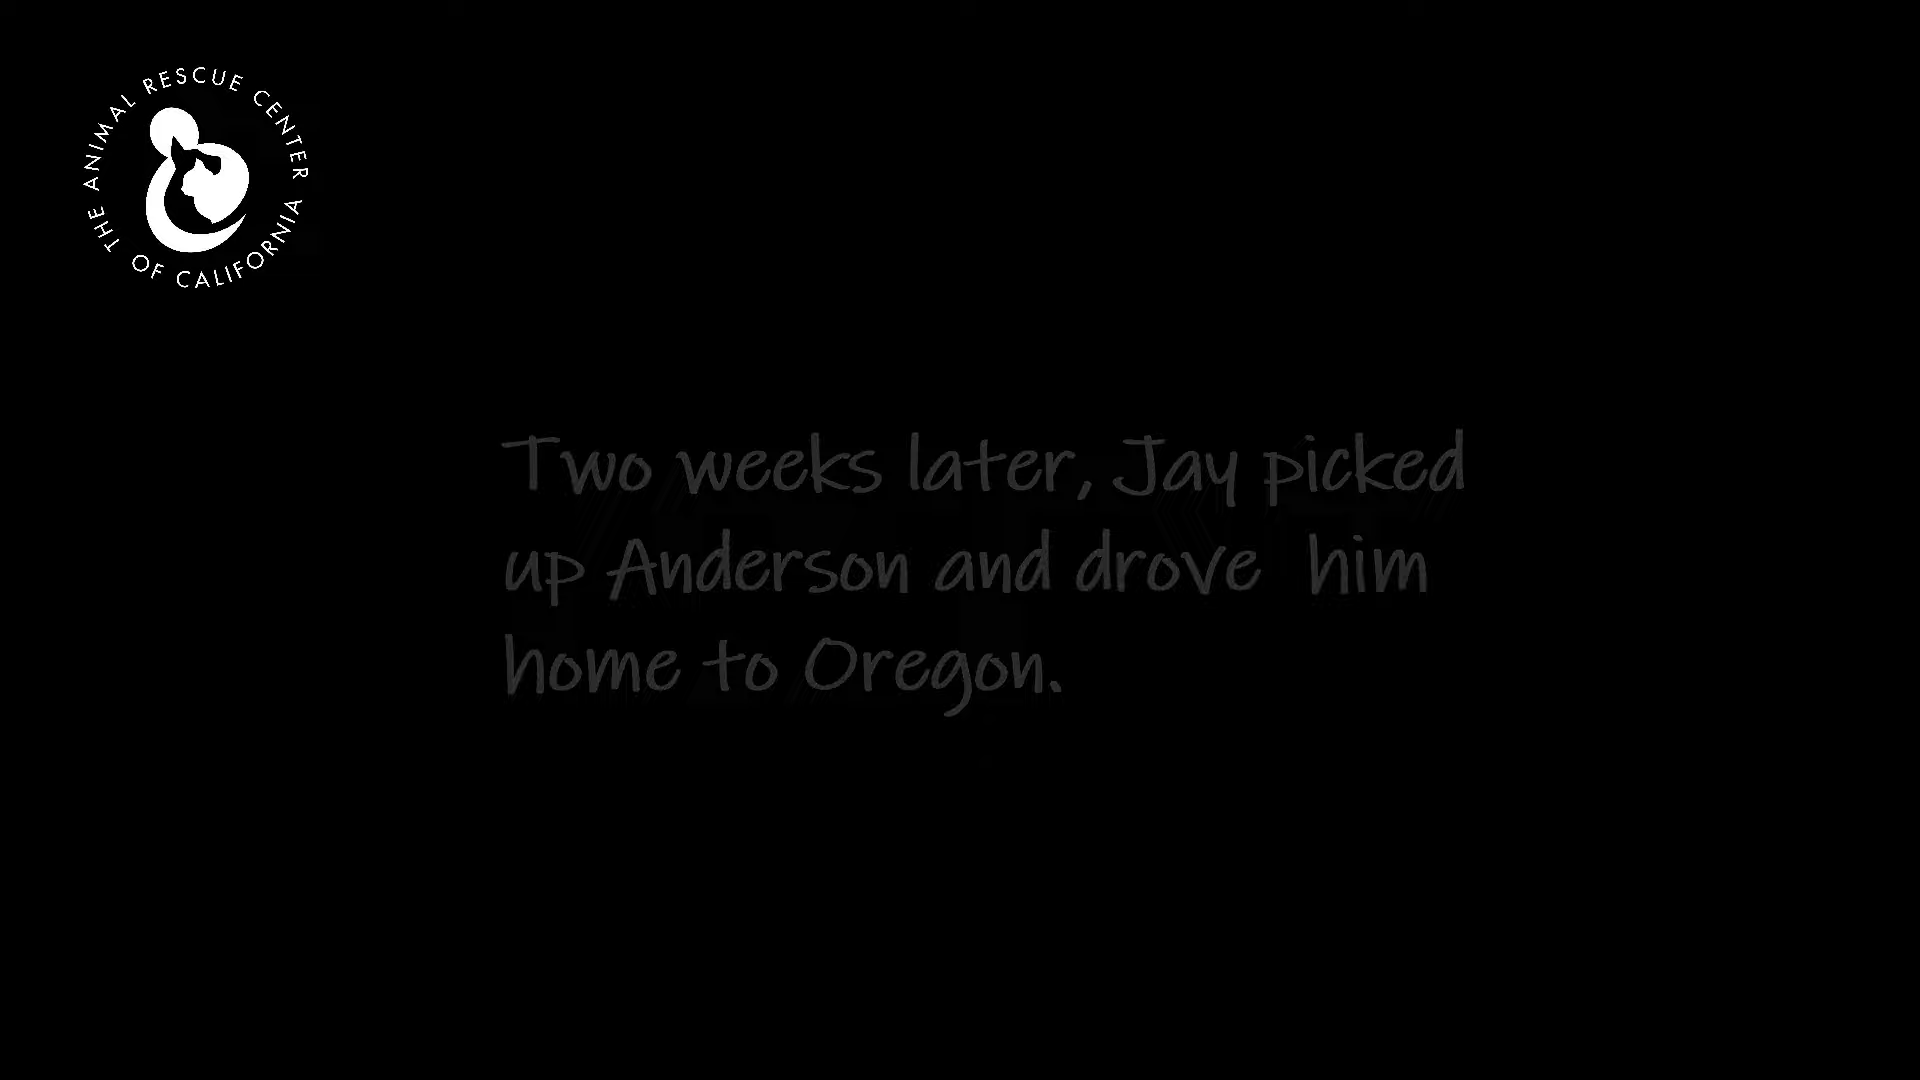 THE ANIMAL RESCUE CENTER OF CALIFORNIA
Two weeks later, Jay picked
up Anderson and drove  him
home to Oregon.